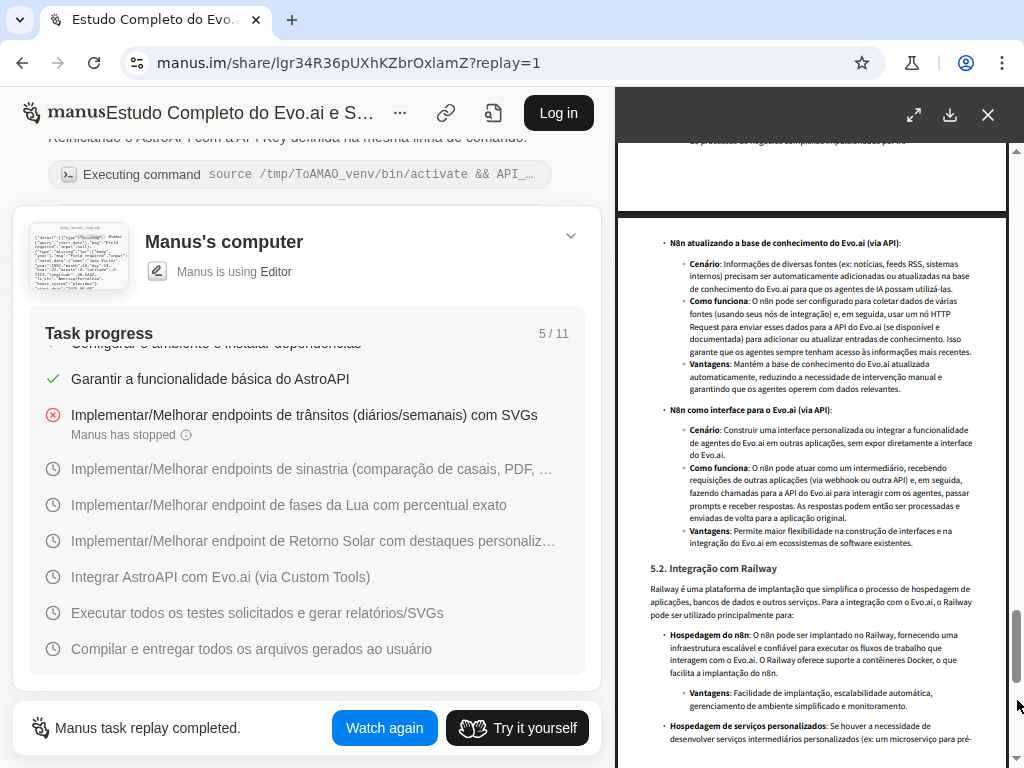 Estudo Completo do Evo.a
manus.im/share/lgr34R36pUXhKZbrOxlamZ?replay=1
manus
Estudo Completo do Evo.ai e S…
Log in
Reiniciando o AstroAPI com a API Key definida na mesma linha de comando.
Executing command source /tmp/ToAMAO_venv/bin/activate && API_…
Manus's computer
Manus is using Editor
Task progress
5 / 11
Configurar o ambiente e instalar dependências
Garantir a funcionalidade básica do AstroAPI
Implementar/Melhorar endpoints de trânsitos (diários/semanais) com SVGs
Manus has stopped
Implementar/Melhorar endpoints de sinastria (comparação de casais, PDF, …
Implementar/Melhorar endpoint de fases da Lua com percentual exato
Implementar/Melhorar endpoint de Retorno Solar com destaques personaliz…
Integrar AstroAPI com Evo.ai (via Custom Tools)
Executar todos os testes solicitados e gerar relatórios/SVGs
Compilar e entregar todos os arquivos gerados ao usuário
Manus task replay completed.
Watch again
Try it yourself
• N8n atualizando a base de conhecimento do Evo.ai (via API):
Cenário: Informações de diversas fontes (ex: notícias, feeds RSS, sistemas
internos) precisam ser automaticamente adicionadas ou atualizadas na base
de conhecimento do Evo.ai para que os agentes de IA possam utilizá-las.
Como funciona: O n8n pode ser configurado para coletar dados de várias
fontes (usando seus nós de integração) e, em seguida, usar um nó HTTP
Request para enviar esses dados para a API do Evo.ai (se disponível e
documentada) para adicionar ou atualizar entradas de conhecimento. Isso
garante que os agentes sempre tenham acesso às informações mais recentes.
Vantagens: Mantém a base de conhecimento do Evo.ai atualizada
automaticamente, reduzindo a necessidade de intervenção manual e
garantindo que os agentes operem com dados relevantes.
• N8n como interface para o Evo.ai (via API):
Cenário: Construir uma interface personalizada ou integrar a funcionalidade
de agentes do Evo.ai em outras aplicações, sem expor diretamente a interface
do Evo.ai.
Como funciona: O n8n pode atuar como um intermediário, recebendo
requisições de outras aplicações (via webhook ou outra API) e, em seguida,
fazendo chamadas para a API do Evo.ai para interagir com os agentes, passar
prompts e receber respostas. As respostas podem então ser processadas e
enviadas de volta para a aplicação original.
Vantagens: Permite maior flexibilidade na construção de interfaces e na
integração do Evo.ai em ecossistemas de software existentes.
5.2. Integração com Railway
Railway é uma plataforma de implantação que simplifica o processo de hospedagem de
aplicações, bancos de dados e outros serviços. Para a integração com o Evo.ai, o Railway
pode ser utilizado principalmente para:
• Hospedagem do n8n: O n8n pode ser implantado no Railway, fornecendo uma
infraestrutura escalável e confiável para executar os fluxos de trabalho que
interagem com o Evo.ai. O Railway oferece suporte a contêineres Docker, o que
facilita a implantação do n8n.
Vantagens: Facilidade de implantação, escalabilidade automática,
gerenciamento de ambiente simplificado e monitoramento.
• Hospedagem de serviços personalizados: Se houver a necessidade de
desenvolver serviços intermediários personalizados (ex: um microserviço para pré-